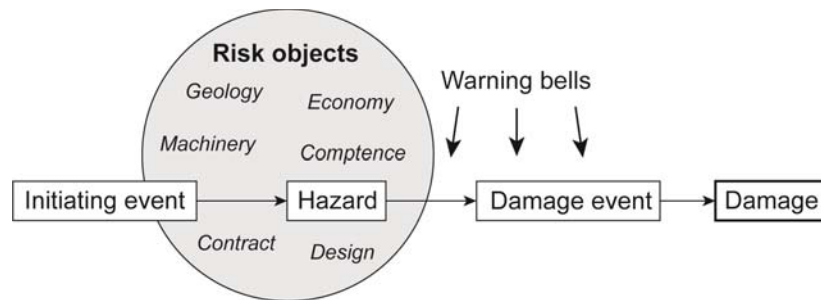 Risk objects
Geology
Economy
Warning bells
Machinery
Comptence
Initiating event
Hazard
Damage event
Damage
Contract
Design